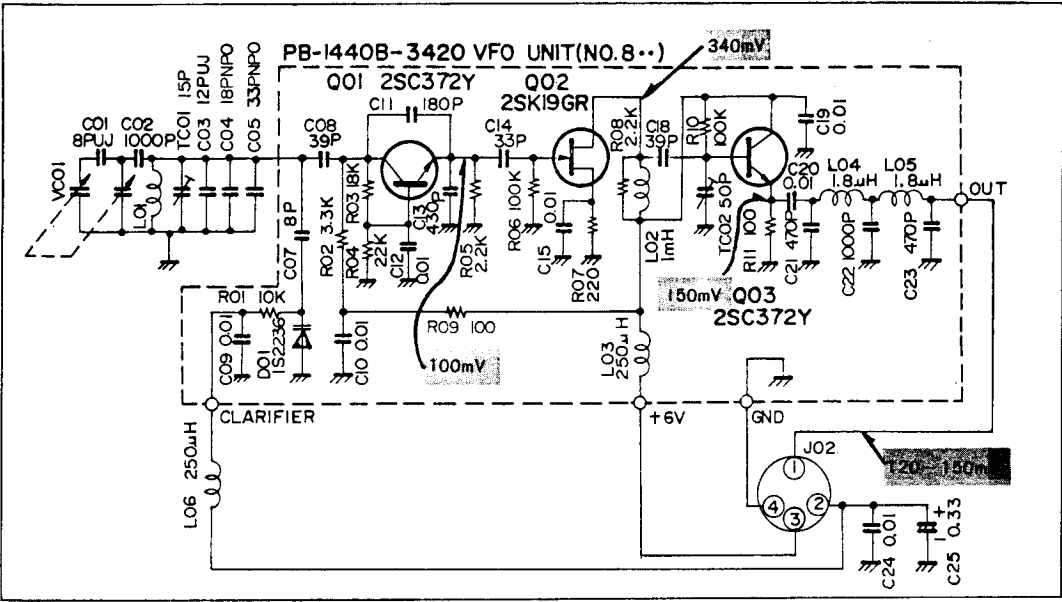 PB-1440B-3420 VFO UNIT (NO.8··)
340mV
Q01 2SC372Y
Q02
2SK19GR
C11 180P
C01
8PUJ
C02
1000P
TC01 15P
C03 12PUJ
C04 18PNPO
C05 33PNPO
C08
39P
C14
33P
R08
2.2K
C18
39P
R10
100K
C19
0.01
VC01
L01
C20
0.01
L04
1.8µH
L05
1.8µH
OUT
C07 8P
R02 3.3K
R03 18K
R04 22K
C12
0.01
C13
430P
R05
2.2K
R06 100K
C15 0.01
R07
220
L02
1mH
TC02 50P
R11 100
C21 470P
C22 1000P
C23 470P
150mV
Q03
2SC372Y
R01 10K
C09 0.01
D01
1S2236
C10 0.01
R09 100
100mV
L03
250µH
CLARIFIER
+6V
GND
L06 250µH
J02
1
2
3
4
120-150m
C24 0.01
+
-
C25 0.33